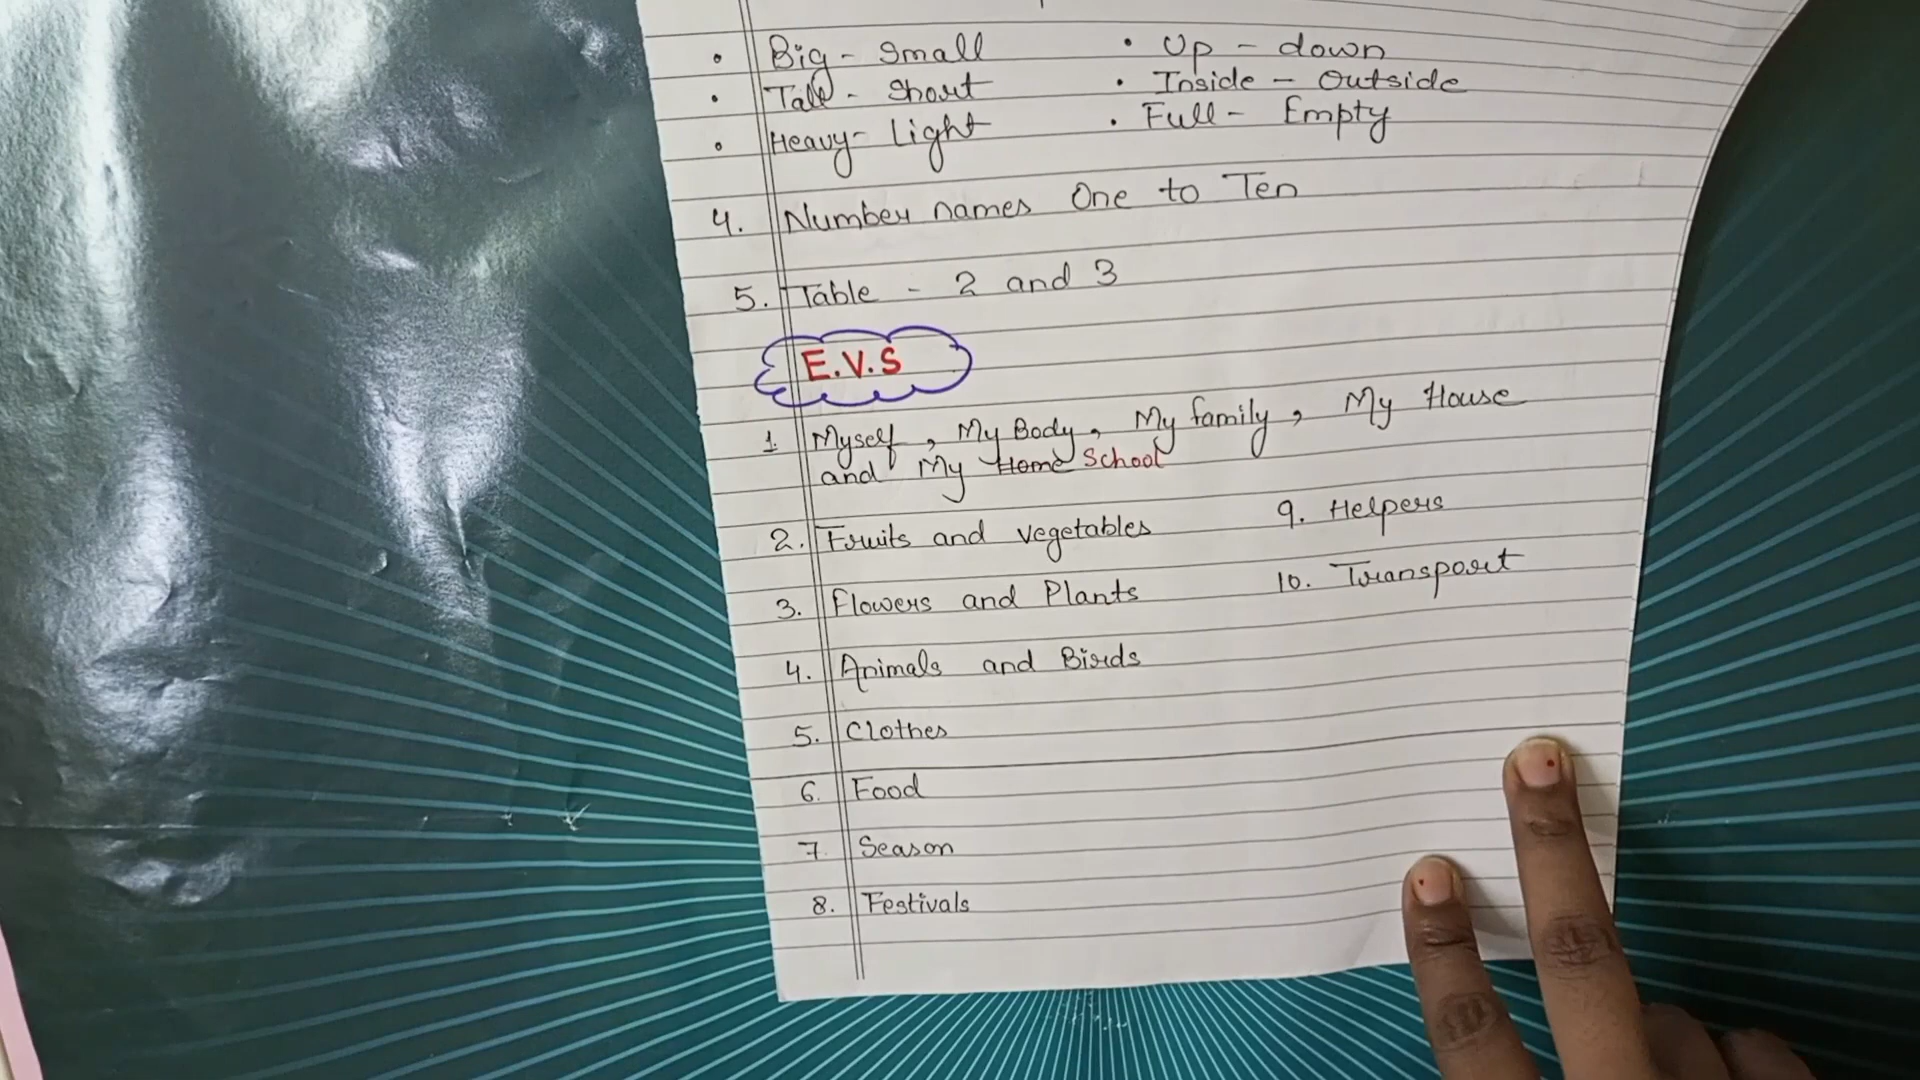 • Big - Small • Up - down
• Tall - Short • Inside - Outside
• Heavy - Light • Full - Empty
4. Number names One to Ten
5. Table - 2 and 3
E.V.S
1. Myself, My Body, My family, My House
and My Home School
2. Fruits and vegetables 9. Helpers
3. Flowers and Plants 10. Transport
4. Animals and Birds
5. Clothes
6. Food
7. Season
8. Festivals